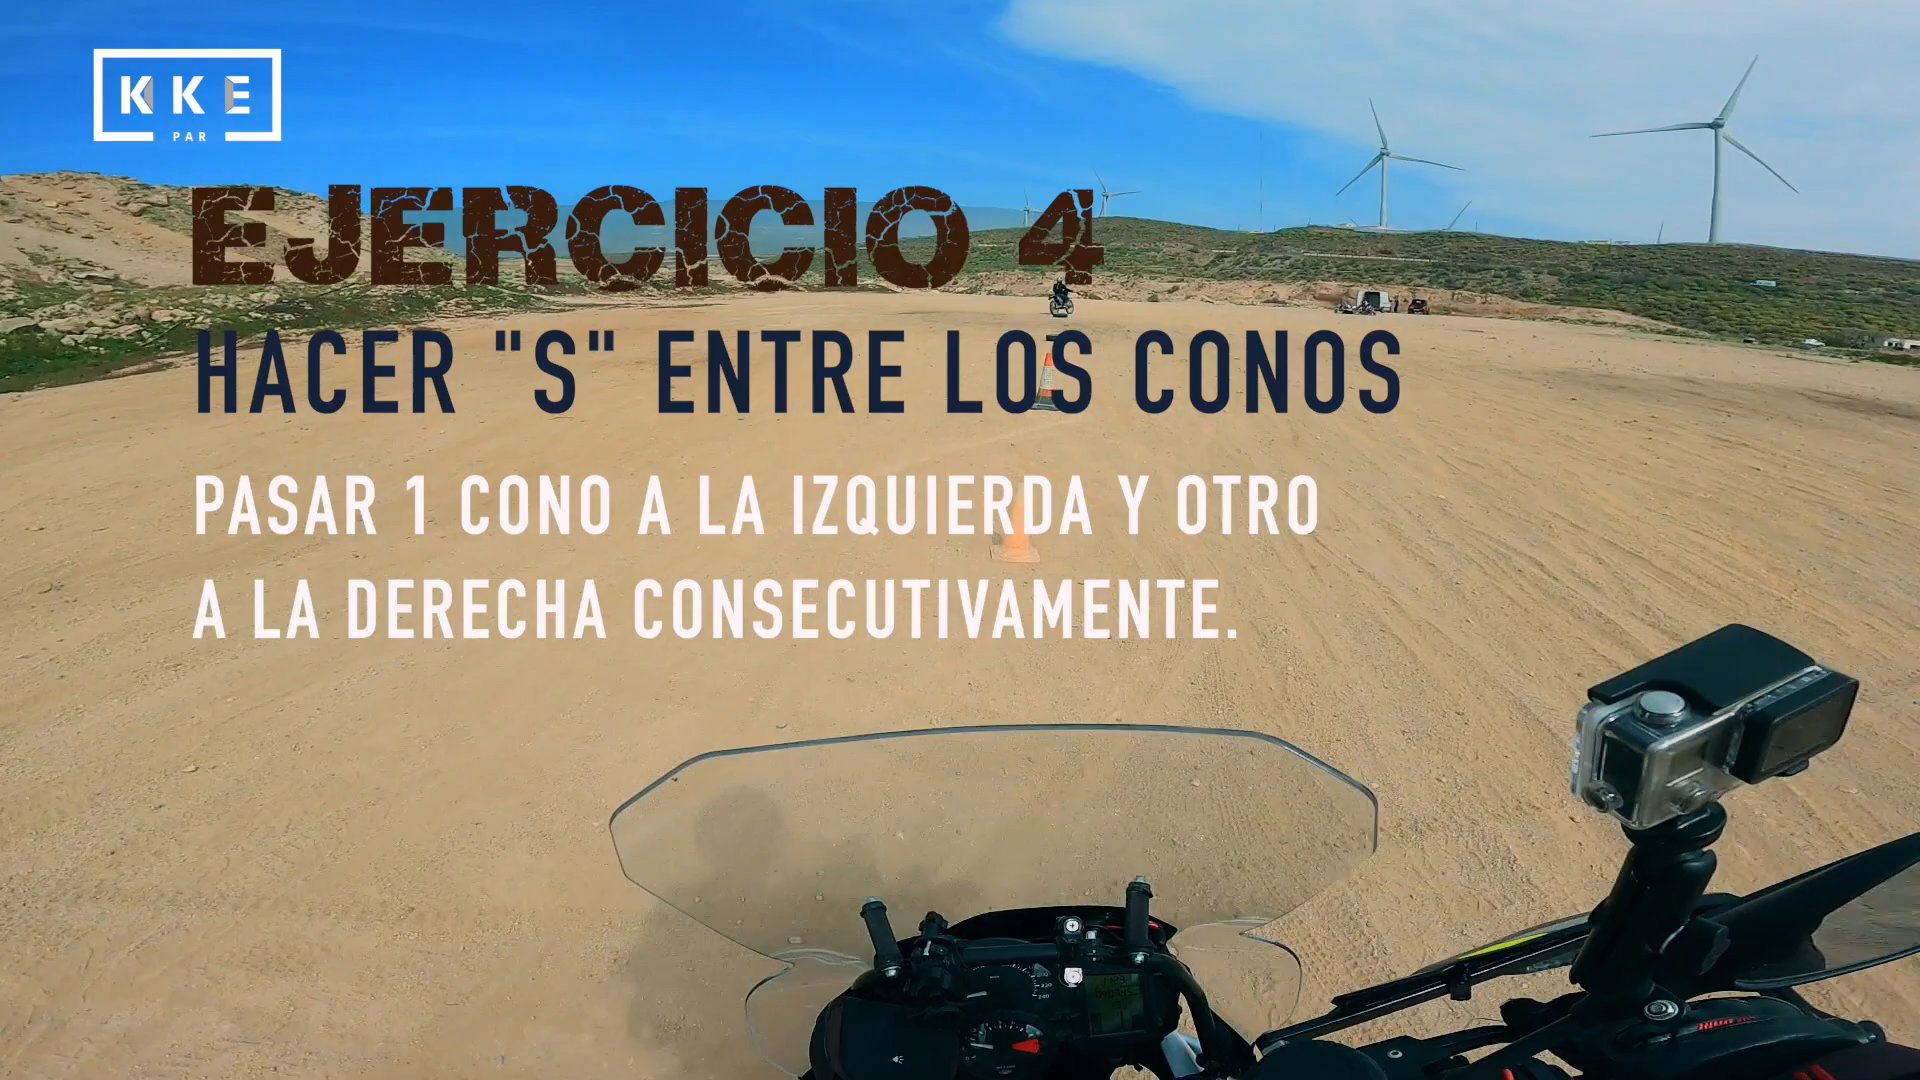 KKE
PAR
EJERCICIO 4
HACER "S" ENTRE LOS CONOS
PASAR 1 CONO A LA IZQUIERDA Y OTRO
A LA DERECHA CONSECUTIVAMENTE.